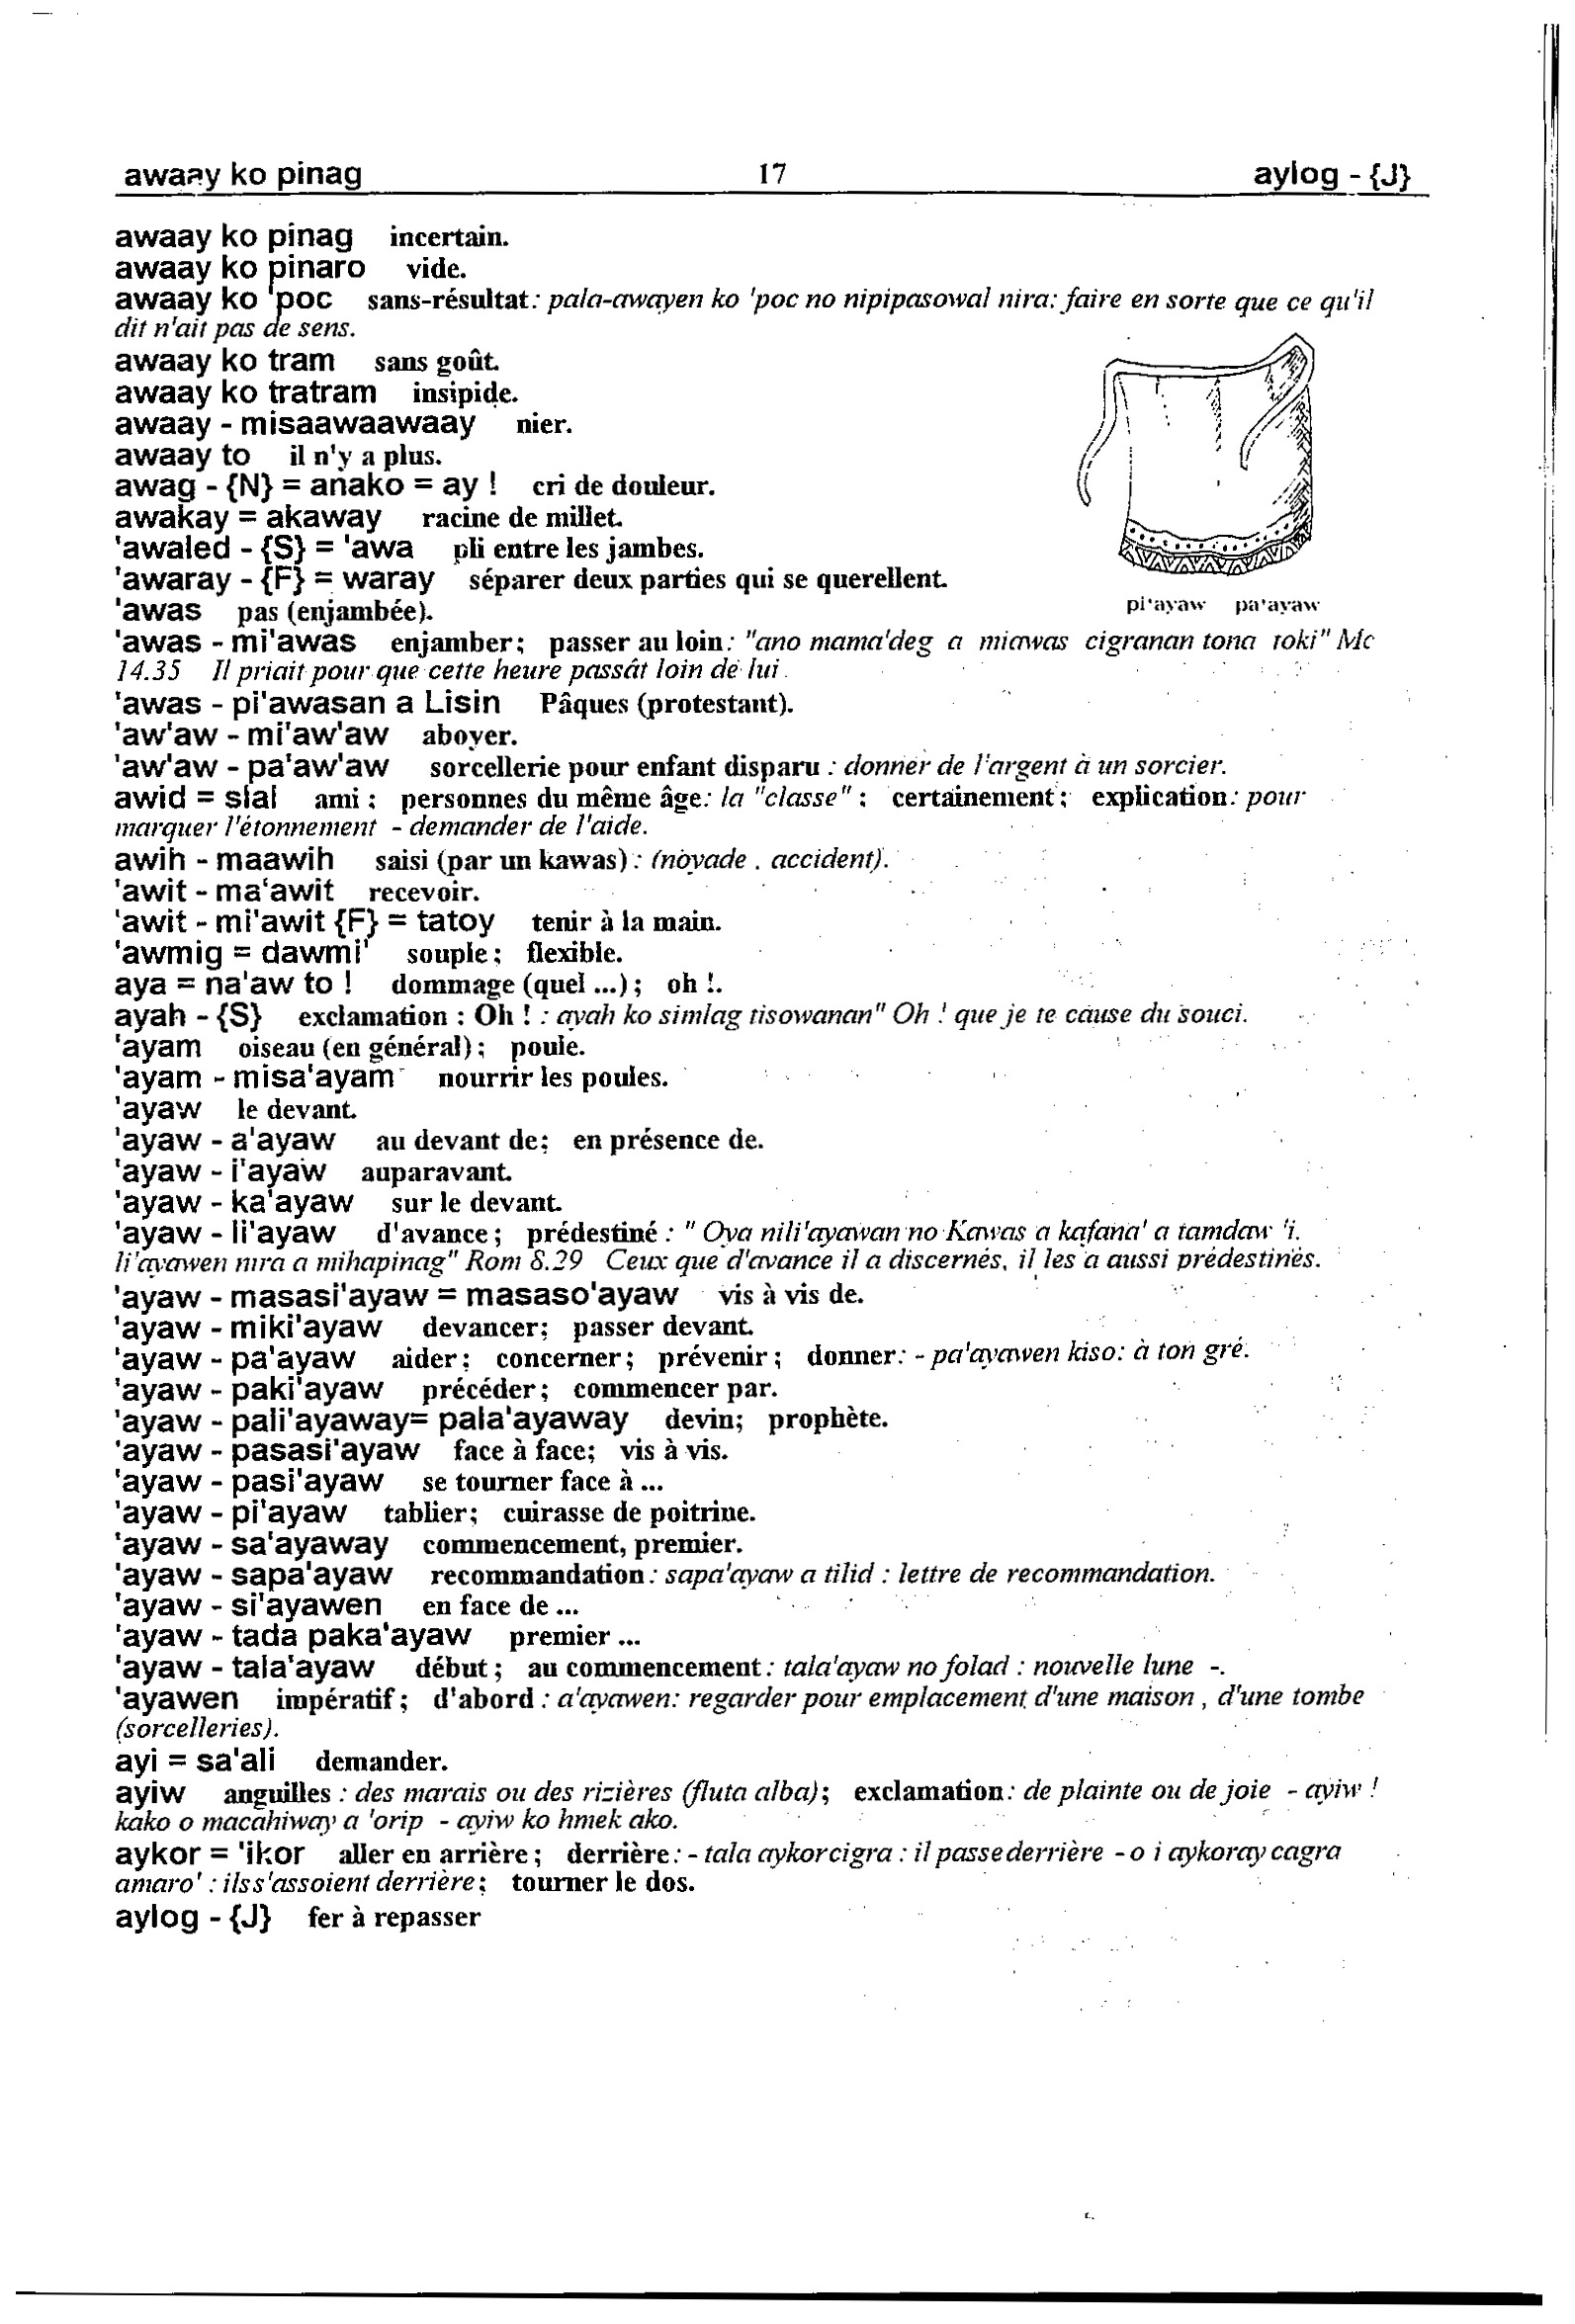 awaay ko pinag 17 aylog - {J}
awaay ko pinag incertain.
awaay ko pinaro vide.
awaay ko 'poc sans-résultat: pala-awayen ko 'poc no nipipasowal nira: faire en sorte que ce qu'il
dit n'ait pas de sens.
awaay ko tram sans goût.
awaay ko tratram insipide.
awaay - misaawaawaay nier.
awaay to il n'y a plus.
awag - {N} = anako = ay ! cri de douleur.
awakay = akaway racine de millet.
'awaled - {S} = 'awa pli entre les jambes.
'awaray - {F} = waray séparer deux parties qui se querellent.
'awas pas (enjambée).
pi'ayaw pa'ayaw
'awas - mi'awas enjamber; passer au loin: "ano mama'deg a miawas cigranan tona toki" Mc
14.35 Il priait pour que cette heure passât loin de lui.
'awas - pi'awasan a Lisin Pâques (protestant).
'aw'aw - mi'aw'aw aboyer.
'aw'aw - pa'aw'aw sorcellerie pour enfant disparu : donner de l'argent à un sorcier.
awid = slal ami ; personnes du même âge: la "classe" ; certainement ; explication: pour
marquer l'étonnement - demander de l'aide.
awih - maawih saisi (par un kawas) : (noyade . accident).
'awit - ma'awit recevoir.
'awit - mi'awit {F} = tatoy tenir à la main.
'awmig = dawmi' souple ; flexible.
aya = na'aw to ! dommage (quel ...) ; oh !.
ayah - {S} exclamation : Oh ! : ayah ko simlag tisowanan" Oh ! que je te cause du souci.
'ayam oiseau (en général) ; poule.
'ayam - misa'ayam nourrir les poules.
'ayaw le devant.
'ayaw - a'ayaw au devant de; en présence de.
'ayaw - i'ayaw auparavant.
'ayaw - ka'ayaw sur le devant.
'ayaw - li'ayaw d'avance ; prédestiné : " Oya nili'ayawan no Kawas a kafana' a tamdaw 'i.
li'ayawen nira a mihapinag" Rom 8.29 Ceux que d'avance il a discernés, il les a aussi prédestinés.
'ayaw - masasi'ayaw = masaso'ayaw vis à vis de.
'ayaw - miki'ayaw devancer; passer devant.
'ayaw - pa'ayaw aider ; concerner ; prévenir ; donner: - pa'ayawen kiso: à ton gré.
'ayaw - paki'ayaw précéder ; commencer par.
'ayaw - pali'ayaway= pala'ayaway devin; prophète.
'ayaw - pasasi'ayaw face à face; vis à vis.
'ayaw - pasi'ayaw se tourner face à ...
'ayaw - pi'ayaw tablier; cuirasse de poitrine.
'ayaw - sa'ayaway commencement, premier.
'ayaw - sapa'ayaw recommandation : sapa'ayaw a tilid : lettre de recommandation.
'ayaw - si'ayawen en face de ...
'ayaw - tada paka'ayaw premier ...
'ayaw - tala'ayaw début ; au commencement : tala'ayaw no folad : nouvelle lune -.
'ayawen impératif ; d'abord : a'ayawen: regarder pour emplacement d'une maison , d'une tombe
(sorcelleries).
ayi = sa'ali demander.
ayiw anguilles : des marais ou des rizières (fluta alba); exclamation: de plainte ou de joie - ayiw !
kako o macahiway a 'orip - ayiw ko hmek ako.
aykor = 'ikor aller en arrière ; derrière: - tala aykor cigra : il passe derrière - o i aykoray cagra
amaro' : ils s'assoient derrière; tourner le dos.
aylog - {J} fer à repasser